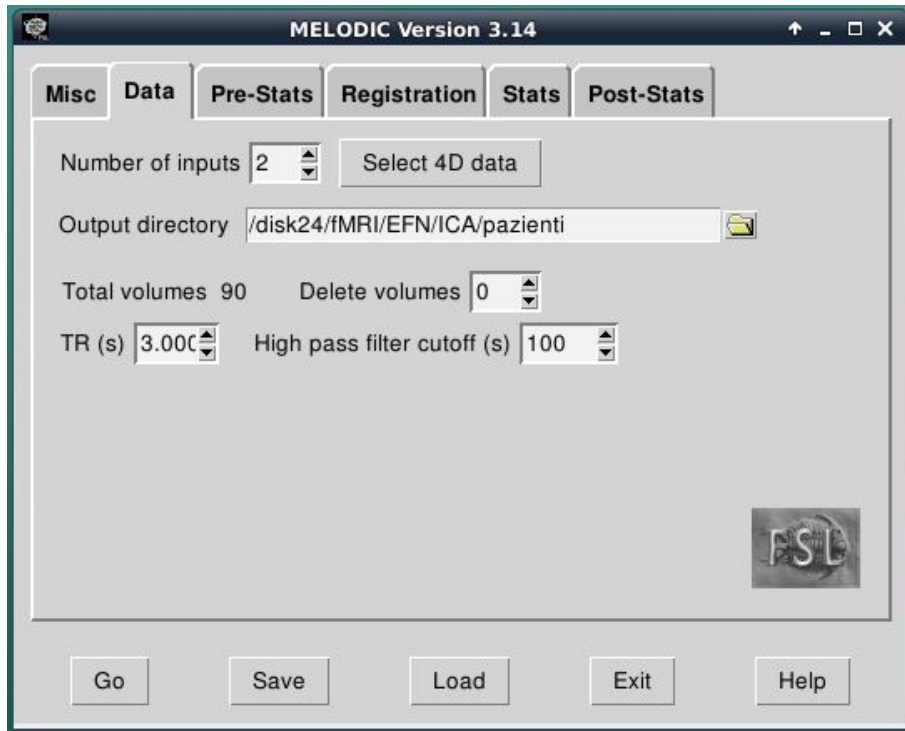 MELODIC Version 3.14
Misc Data Pre-Stats Registration Stats Post-Stats
Number of inputs 2 Select 4D data
Output directory /disk24/fMRI/EFN/ICA/pazienti
Total volumes 90 Delete volumes 0
TR (s) 3.000 High pass filter cutoff (s) 100
FSL
Go Save Load Exit Help